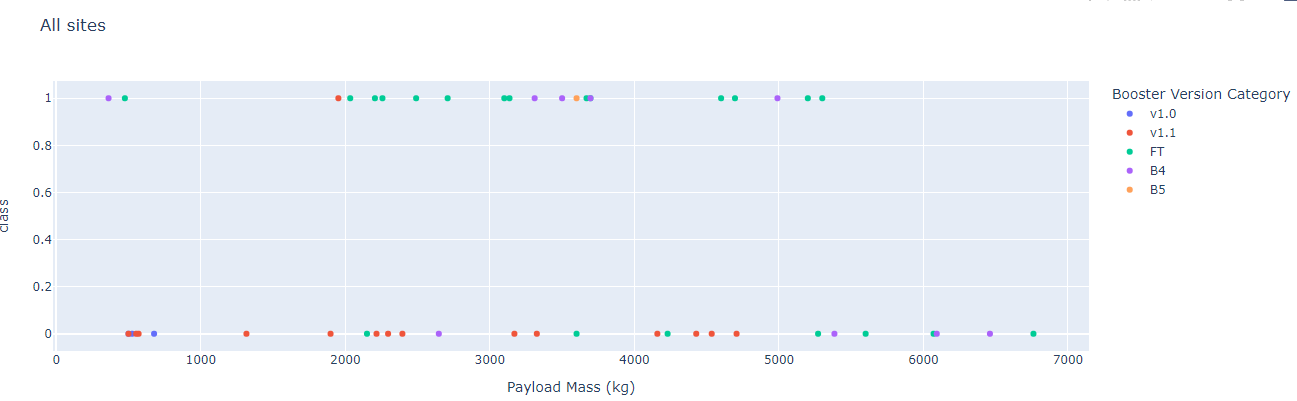 All sites
1
0.8
0.6
0.4
0.2
0
class
0
1000
2000
3000
4000
5000
6000
7000
Payload Mass (kg)
Booster Version Category
v1.0
v1.1
FT
B4
B5